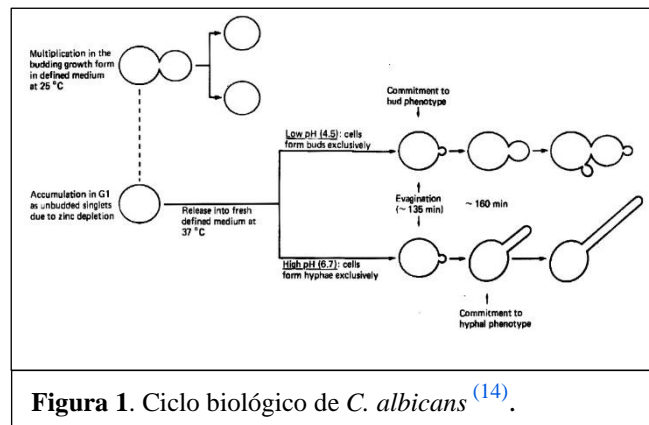 Multiplication in the
budding growth form
in defined medium
at 25 °C
Commitment to
bud phenotype
Low pH (4.5): cells
form buds exclusively
Accumulation in G1
as unbudded singlets
due to zinc depletion
Release into fresh
defined medium at
37 °C
Evagination
(~ 135 min)
~ 160 min
High pH (6.7): cells
form hyphae exclusively
Commitment to
hyphal phenotype
Figura 1. Ciclo biológico de C. albicans (14).